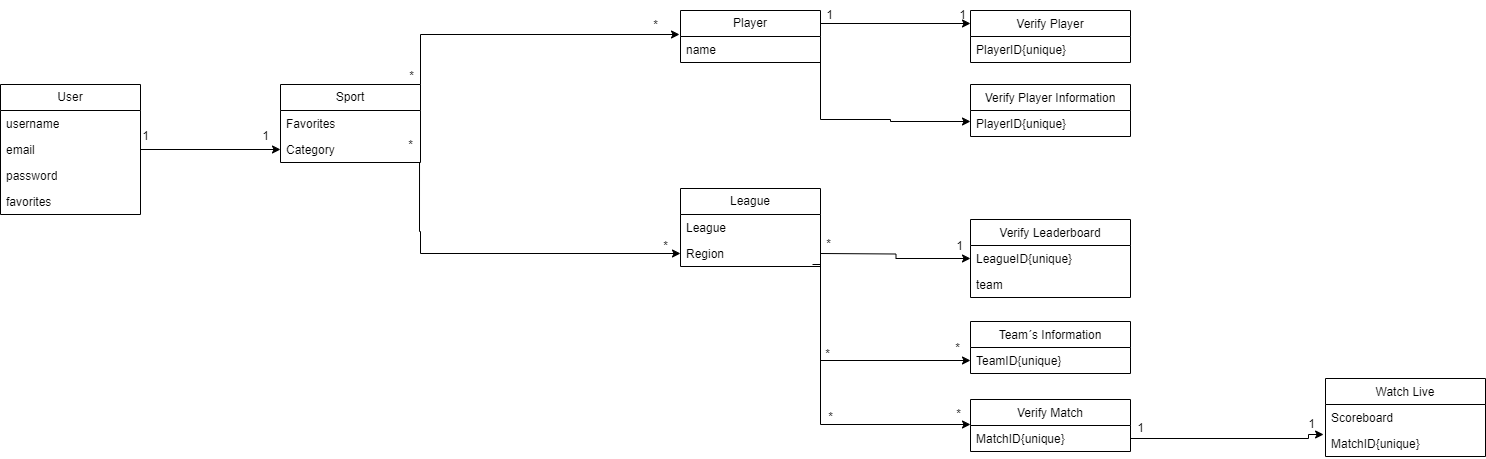 User
username
email
password
favorites
1
1
Sport
Favorites
Category
*
*
*
Player
name
1
1
Verify Player
PlayerID{unique}
Verify Player Information
PlayerID{unique}
*
League
League
Region
*
1
Verify Leaderboard
LeagueID{unique}
team
*
*
Team´s Information
TeamID{unique}
*
*
Verify Match
MatchID{unique}
1
1
Watch Live
Scoreboard
MatchID{unique}